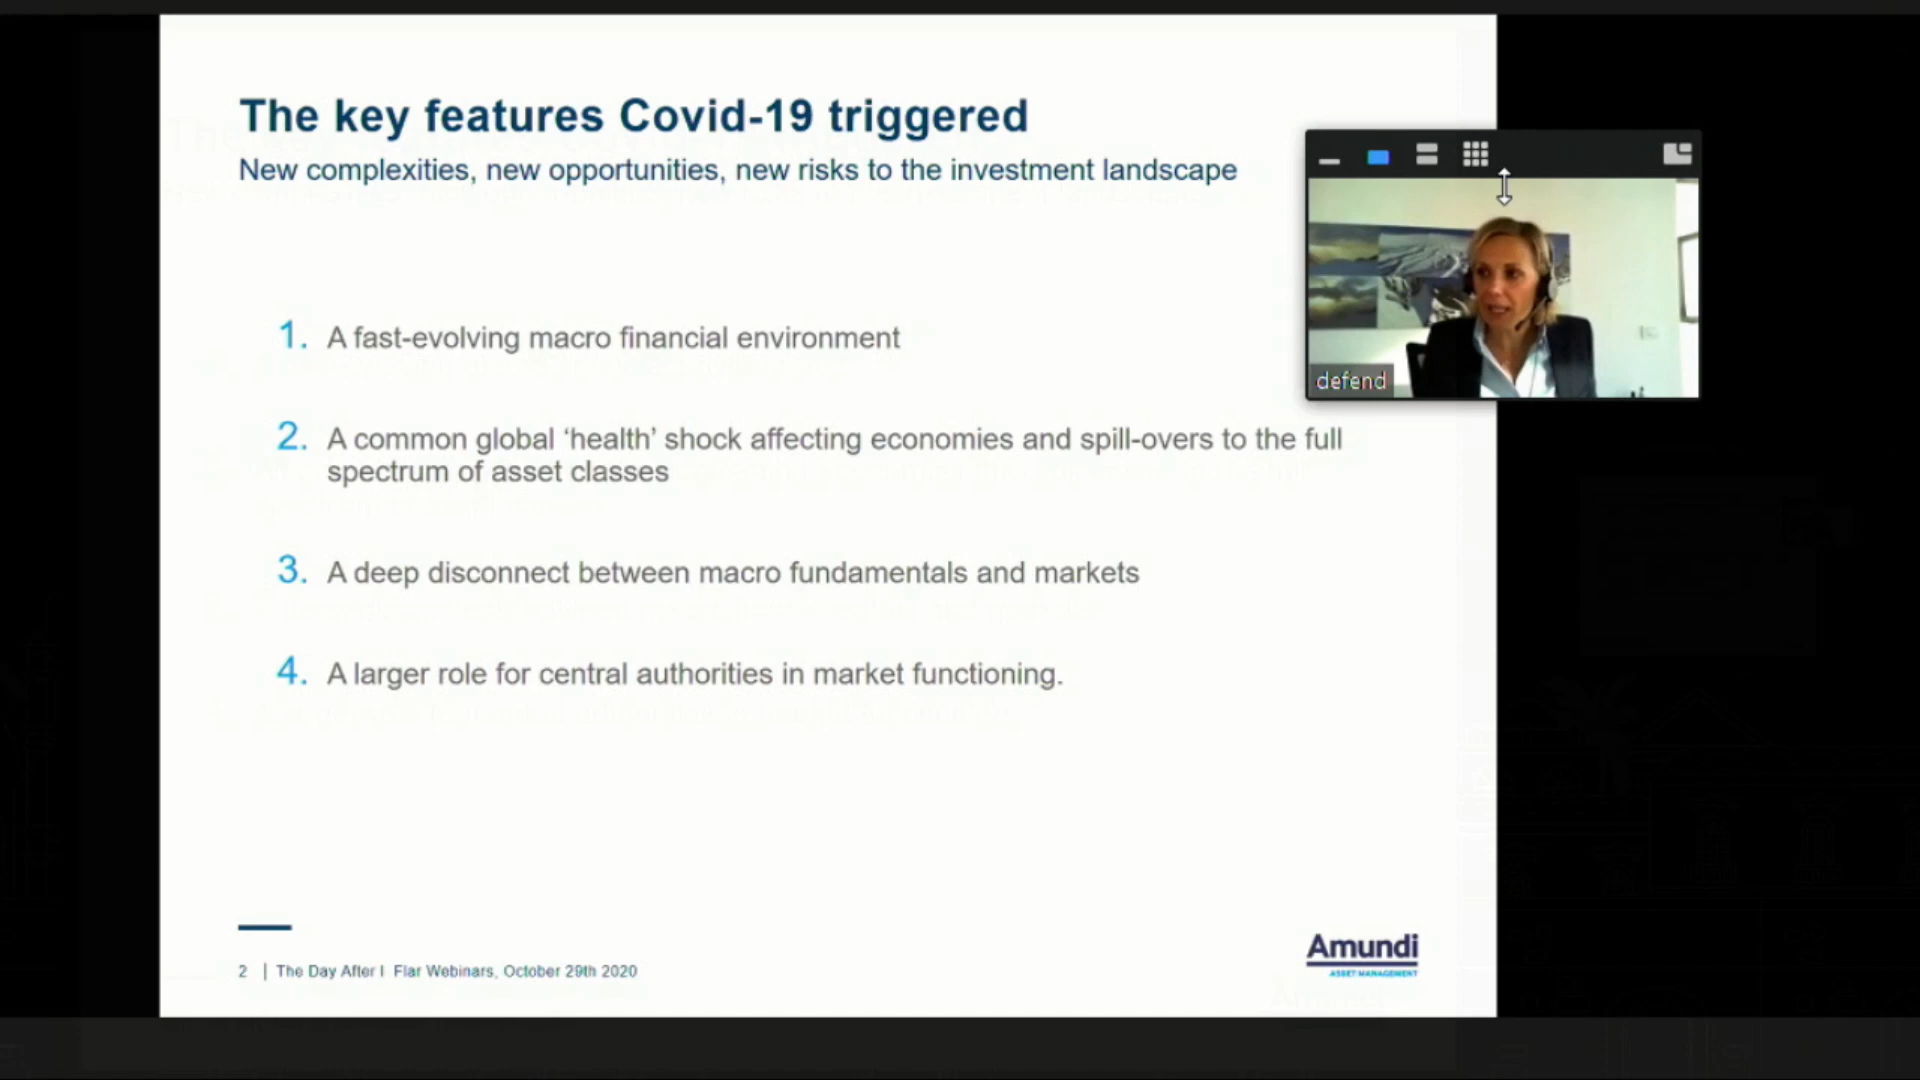 The key features Covid-19 triggered
New complexities, new opportunities, new risks to the investment landscape
1. A fast-evolving macro financial environment
2. A common global ‘health’ shock affecting economies and spill-overs to the full
spectrum of asset classes
3. A deep disconnect between macro fundamentals and markets
4. A larger role for central authorities in market functioning.
defend
2 | The Day After I Flar Webinars, October 29th 2020
Amundi
ASSET MANAGEMENT